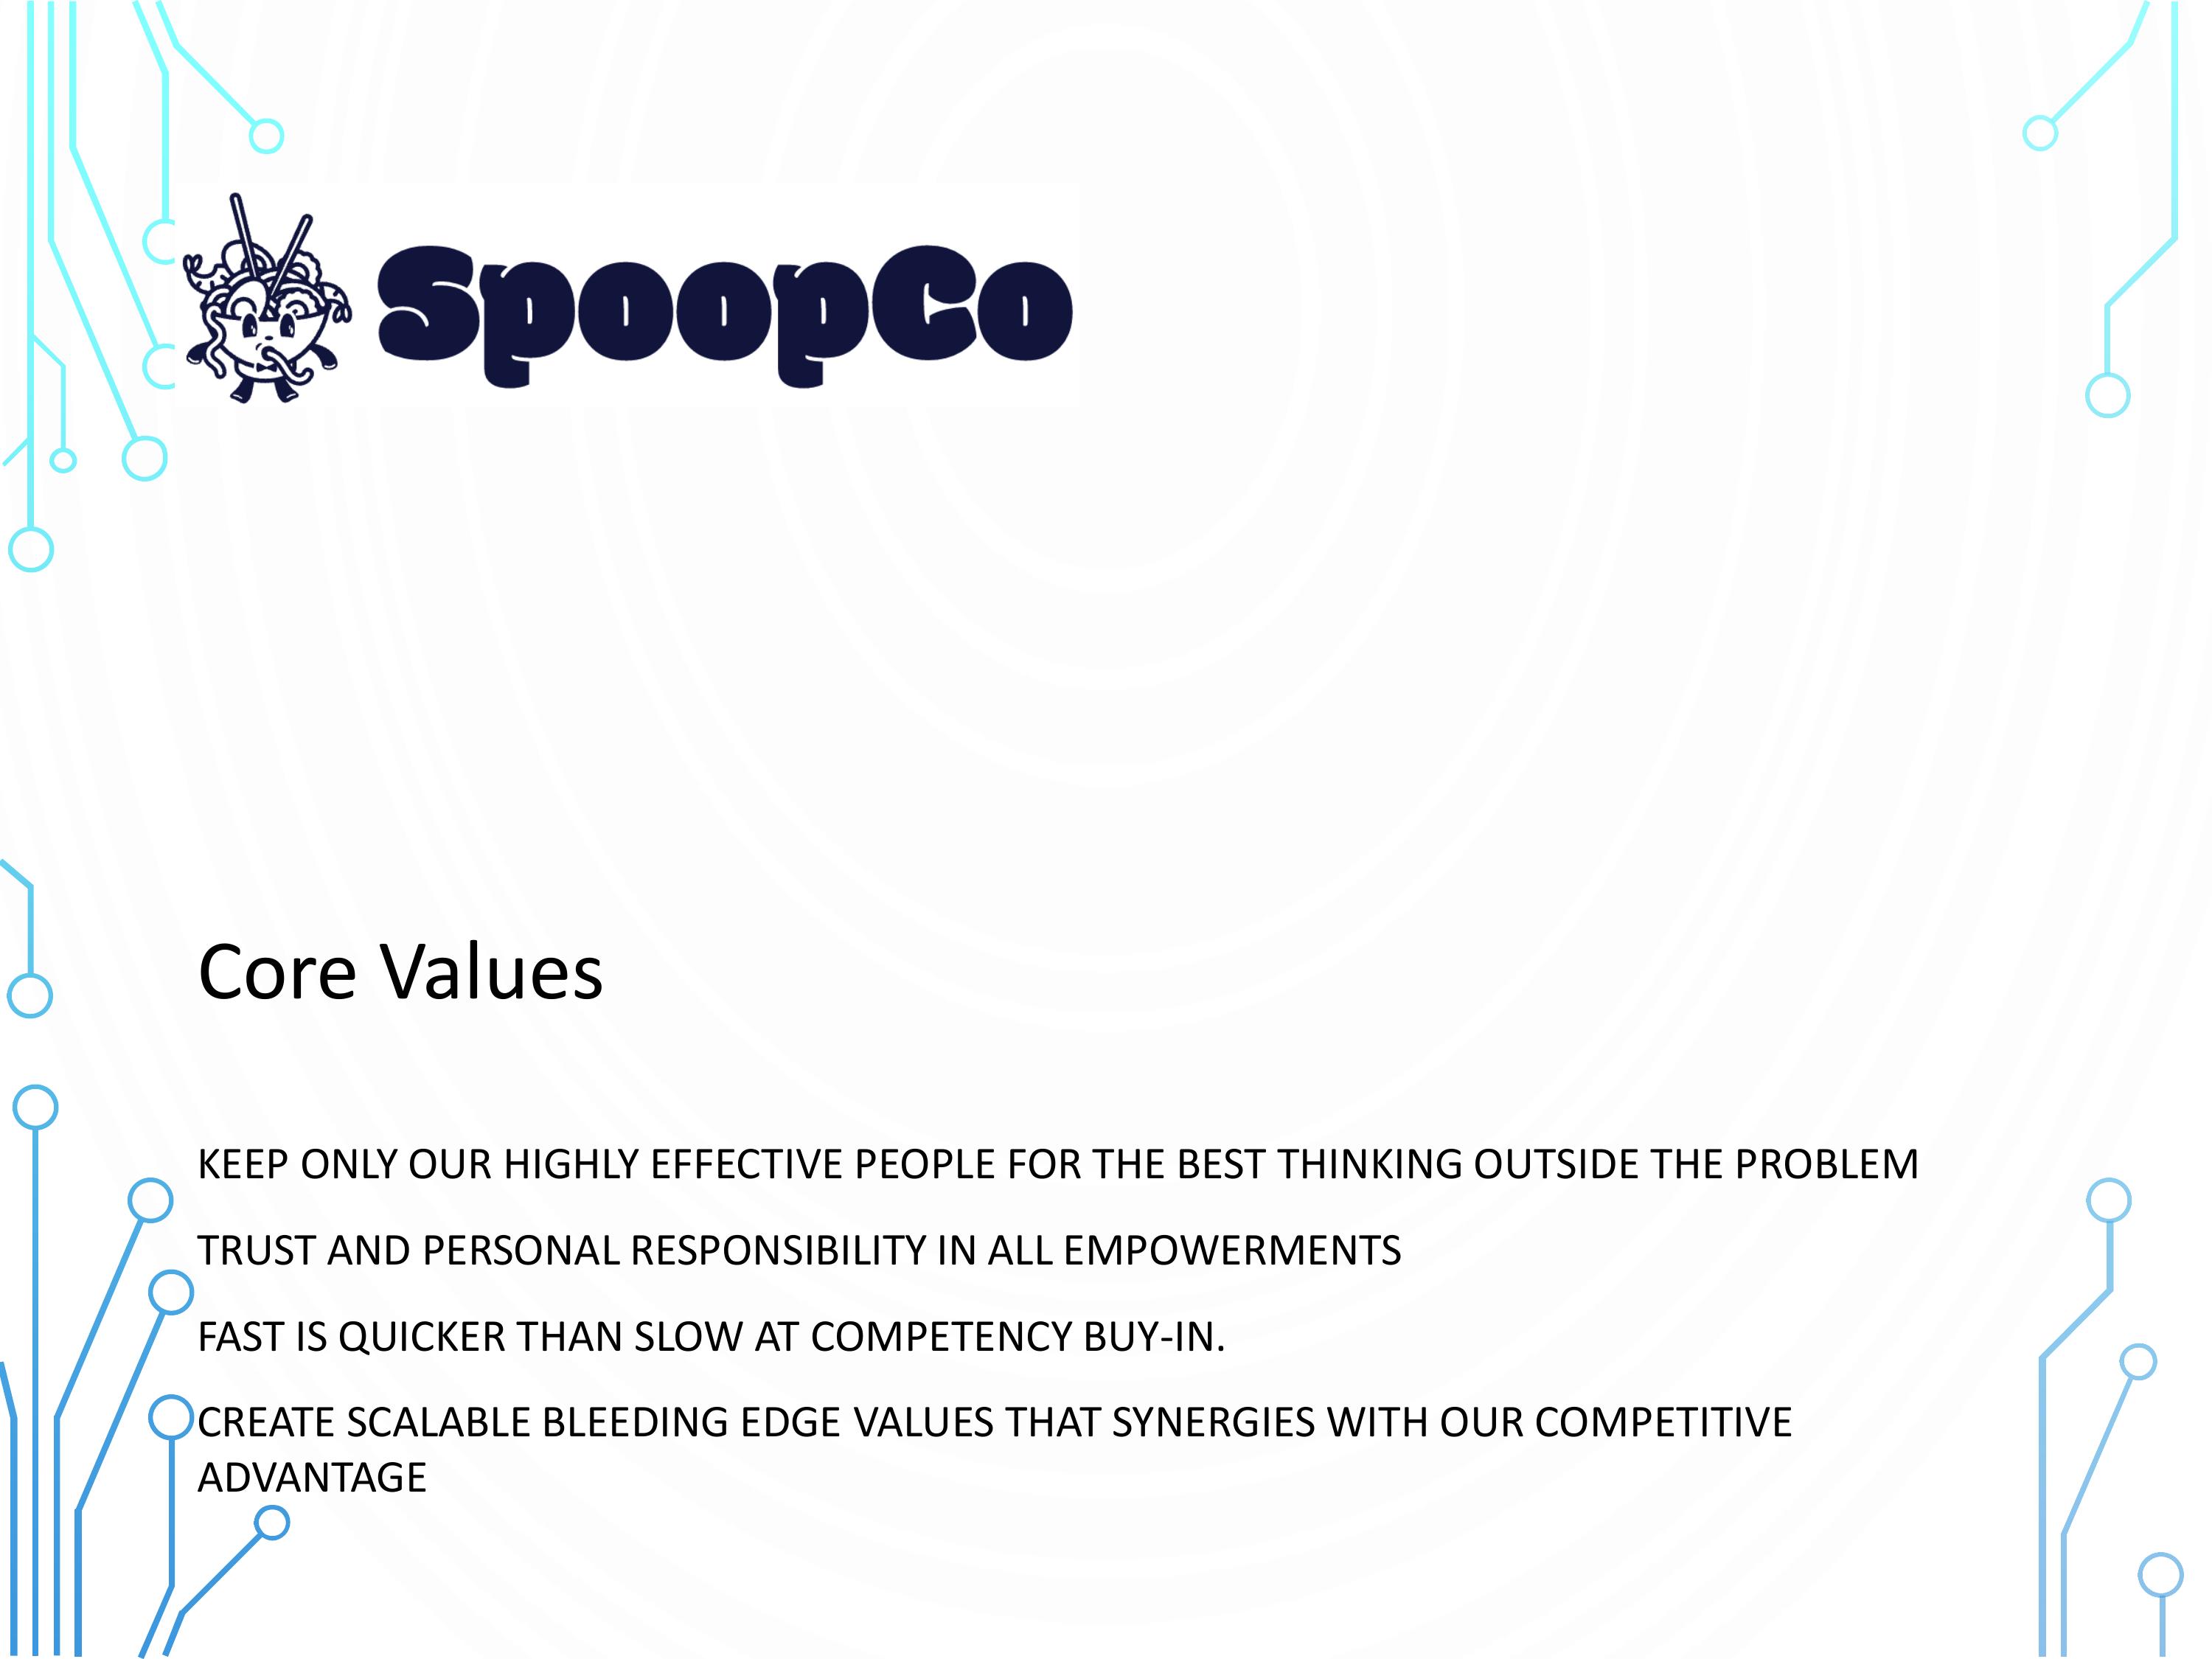 SpoopCo
Core Values
KEEP ONLY OUR HIGHLY EFFECTIVE PEOPLE FOR THE BEST THINKING OUTSIDE THE PROBLEM
TRUST AND PERSONAL RESPONSIBILITY IN ALL EMPOWERMENTS
FAST IS QUICKER THAN SLOW AT COMPETENCY BUY-IN.
CREATE SCALABLE BLEEDING EDGE VALUES THAT SYNERGIES WITH OUR COMPETITIVE
ADVANTAGE